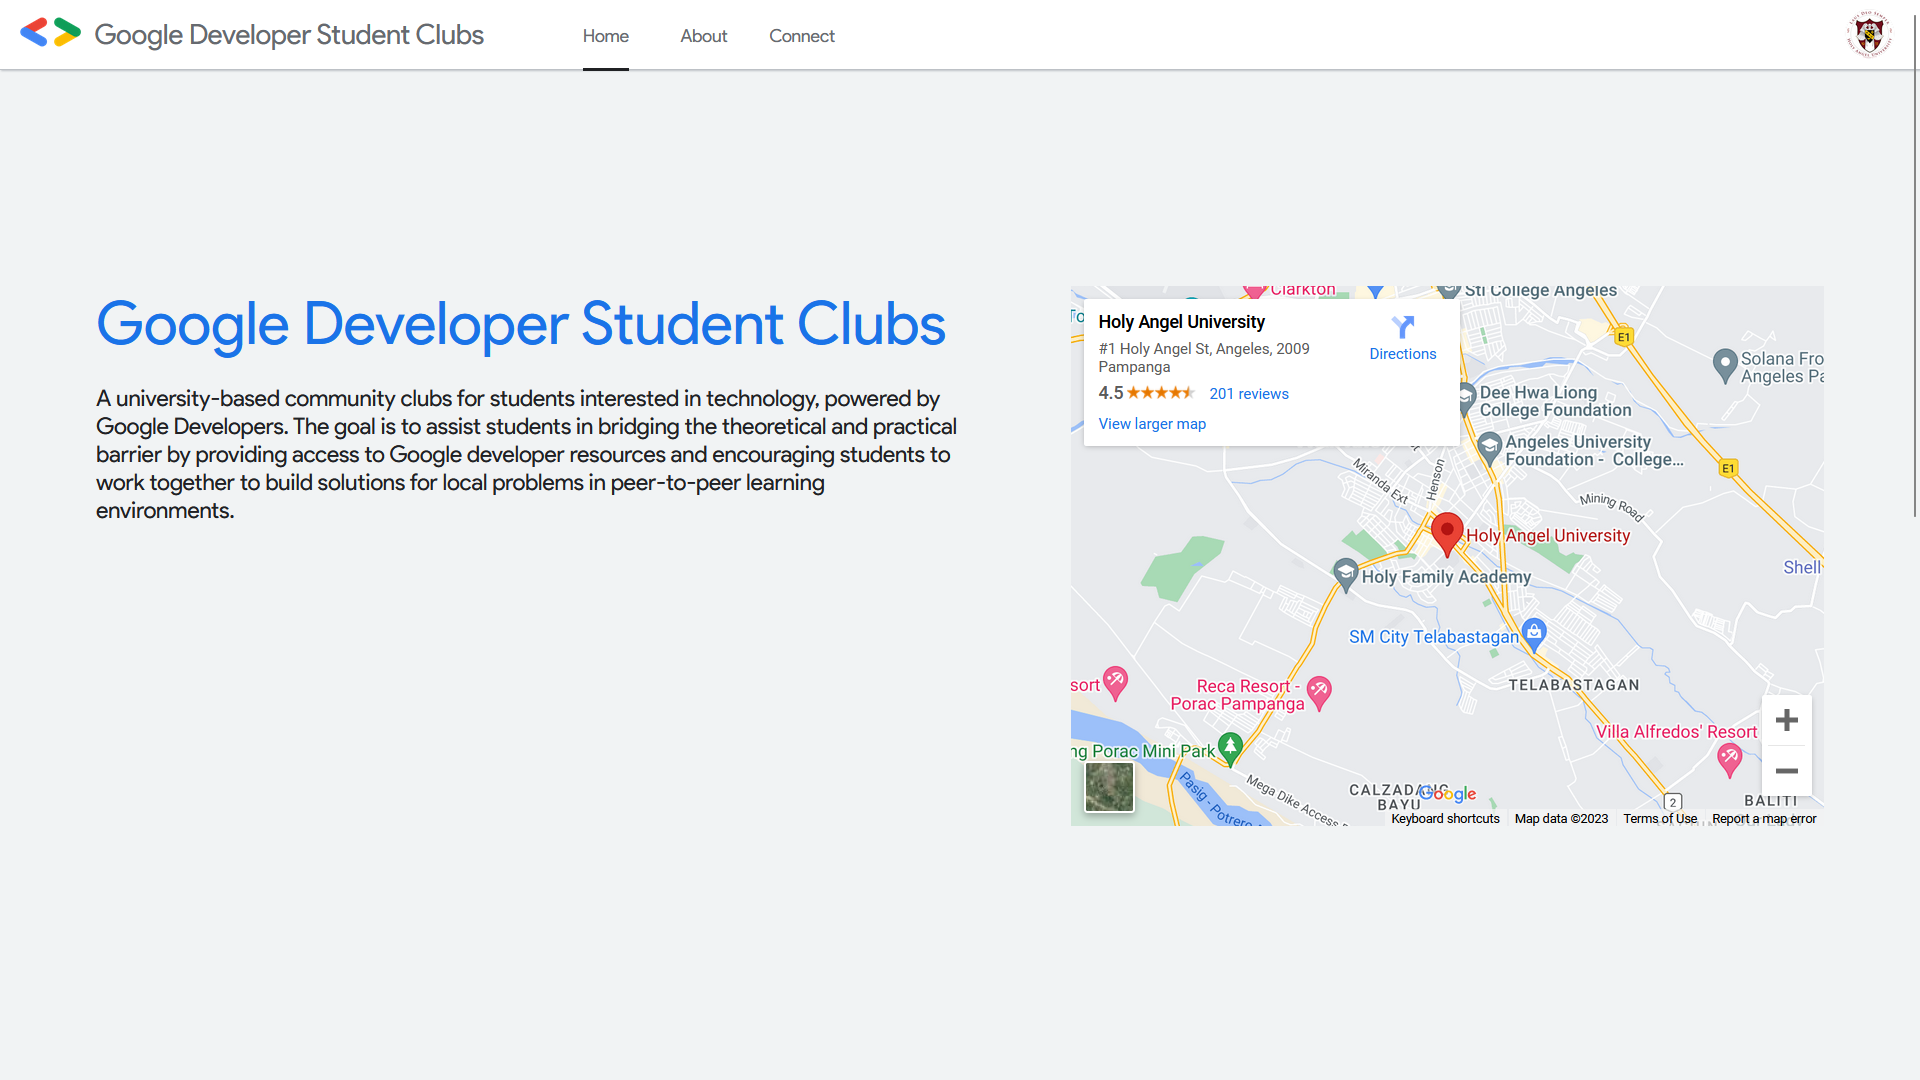 Google Developer Student Clubs
Home
About
Connect
Google Developer Student Clubs
A university-based community clubs for students interested in technology, powered by
Google Developers. The goal is to assist students in bridging the theoretical and practical
barrier by providing access to Google developer resources and encouraging students to
work together to build solutions for local problems in peer-to-peer learning
environments.
Clarkton
Sti College Angeles
Holy Angel University
#1 Holy Angel St, Angeles, 2009
Pampanga
4.5
201 reviews
View larger map
Directions
E1
Solana Fro
Angeles Pa
Dee Hwa Liong
College Foundation
Angeles University
Foundation - College...
E1
Miranda Ext
Henson
Mining Road
Holy Angel University
Holy Family Academy
Shell
SM City Telabastagan
TELABASTAGAN
sort
Reca Resort -
Porac Pampanga
Villa Alfredos' Resort
ng Porac Mini Park
Pasig - Potrero
Mega Dike Access
CALZADANG
BAYU
Google
2
BALITI
Keyboard shortcuts
Map data ©2023
Terms of Use
Report a map error